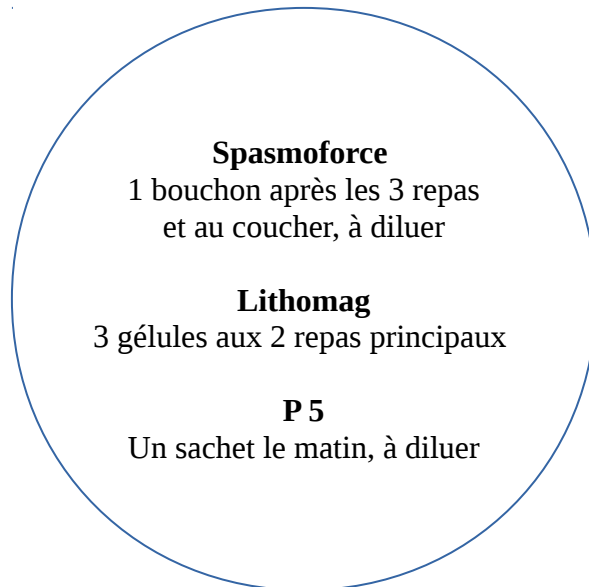 Spasmoforce
1 bouchon après les 3 repas
et au coucher, à diluer
Lithomag
3 gélules aux 2 repas principaux
P 5
Un sachet le matin, à diluer